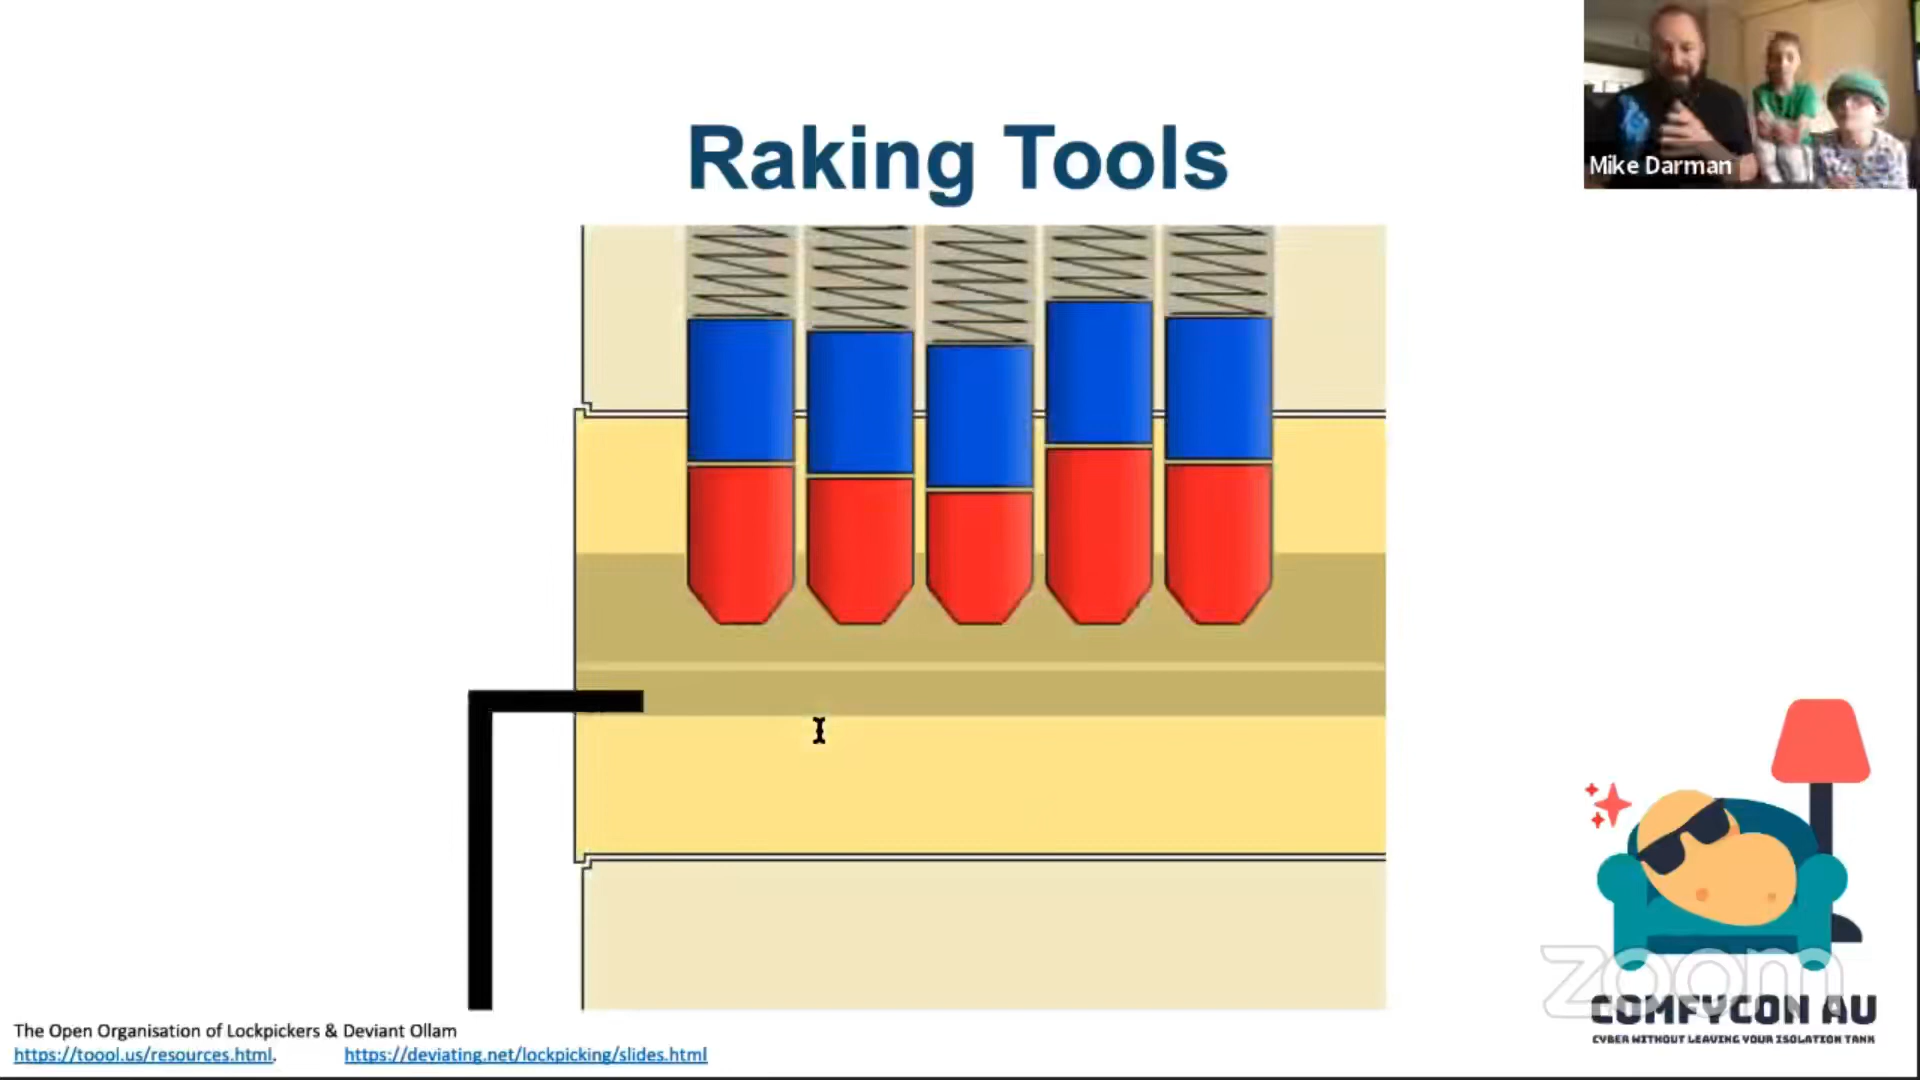 Raking Tools
Mike Darman
The Open Organisation of Lockpickers & Deviant Ollam
https://toool.us/resources.html. https://deviating.net/lockpicking/slides.html
zoom
COMFYCON AU
CYBER WITHOUT LEAVING YOUR ISOLATION TANK